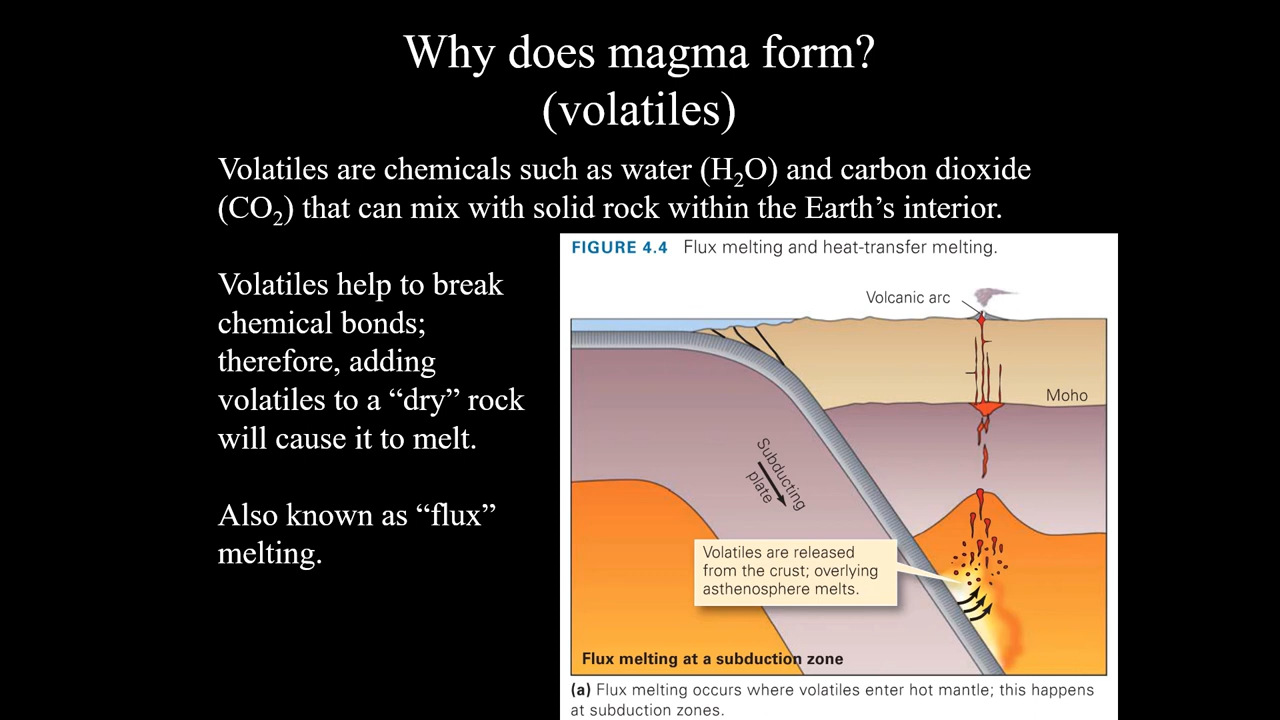 Why does magma form?
(volatiles)
Volatiles are chemicals such as water (H₂O) and carbon dioxide
(CO₂) that can mix with solid rock within the Earth’s interior.
Volatiles help to break
chemical bonds;
therefore, adding
volatiles to a “dry” rock
will cause it to melt.
Also known as “flux”
melting.
FIGURE 4.4 Flux melting and heat-transfer melting.
Volcanic arc
Moho
Subducting
plate
Volatiles are released
from the crust; overlying
asthenosphere melts.
Flux melting at a subduction zone
(a) Flux melting occurs where volatiles enter hot mantle; this happens
at subduction zones.